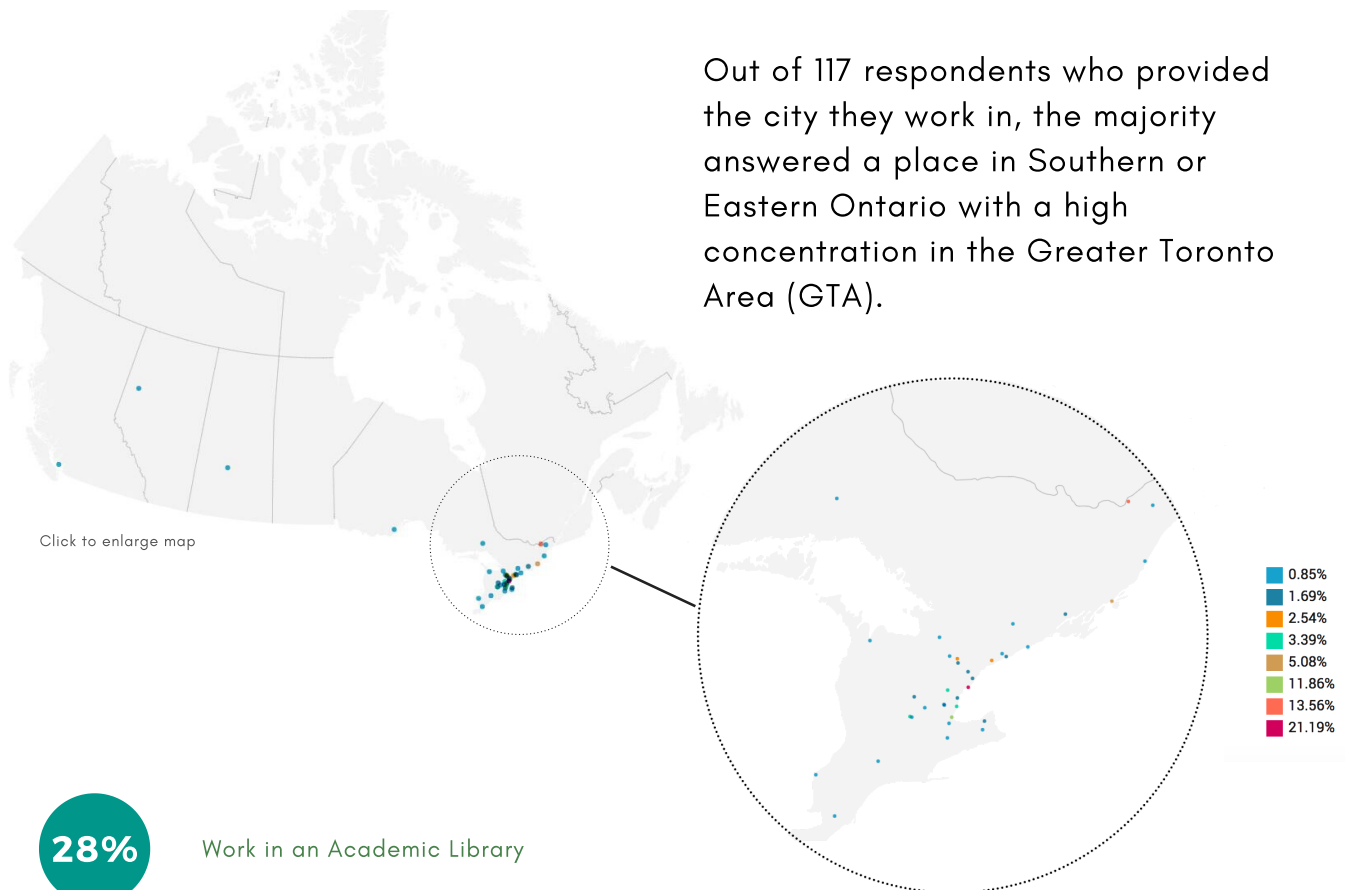 Out of 117 respondents who provided
the city they work in, the majority
answered a place in Southern or
Eastern Ontario with a high
concentration in the Greater Toronto
Area (GTA).
Click to enlarge map
0.85%
1.69%
2.54%
3.39%
5.08%
11.86%
13.56%
21.19%
28%
Work in an Academic Library